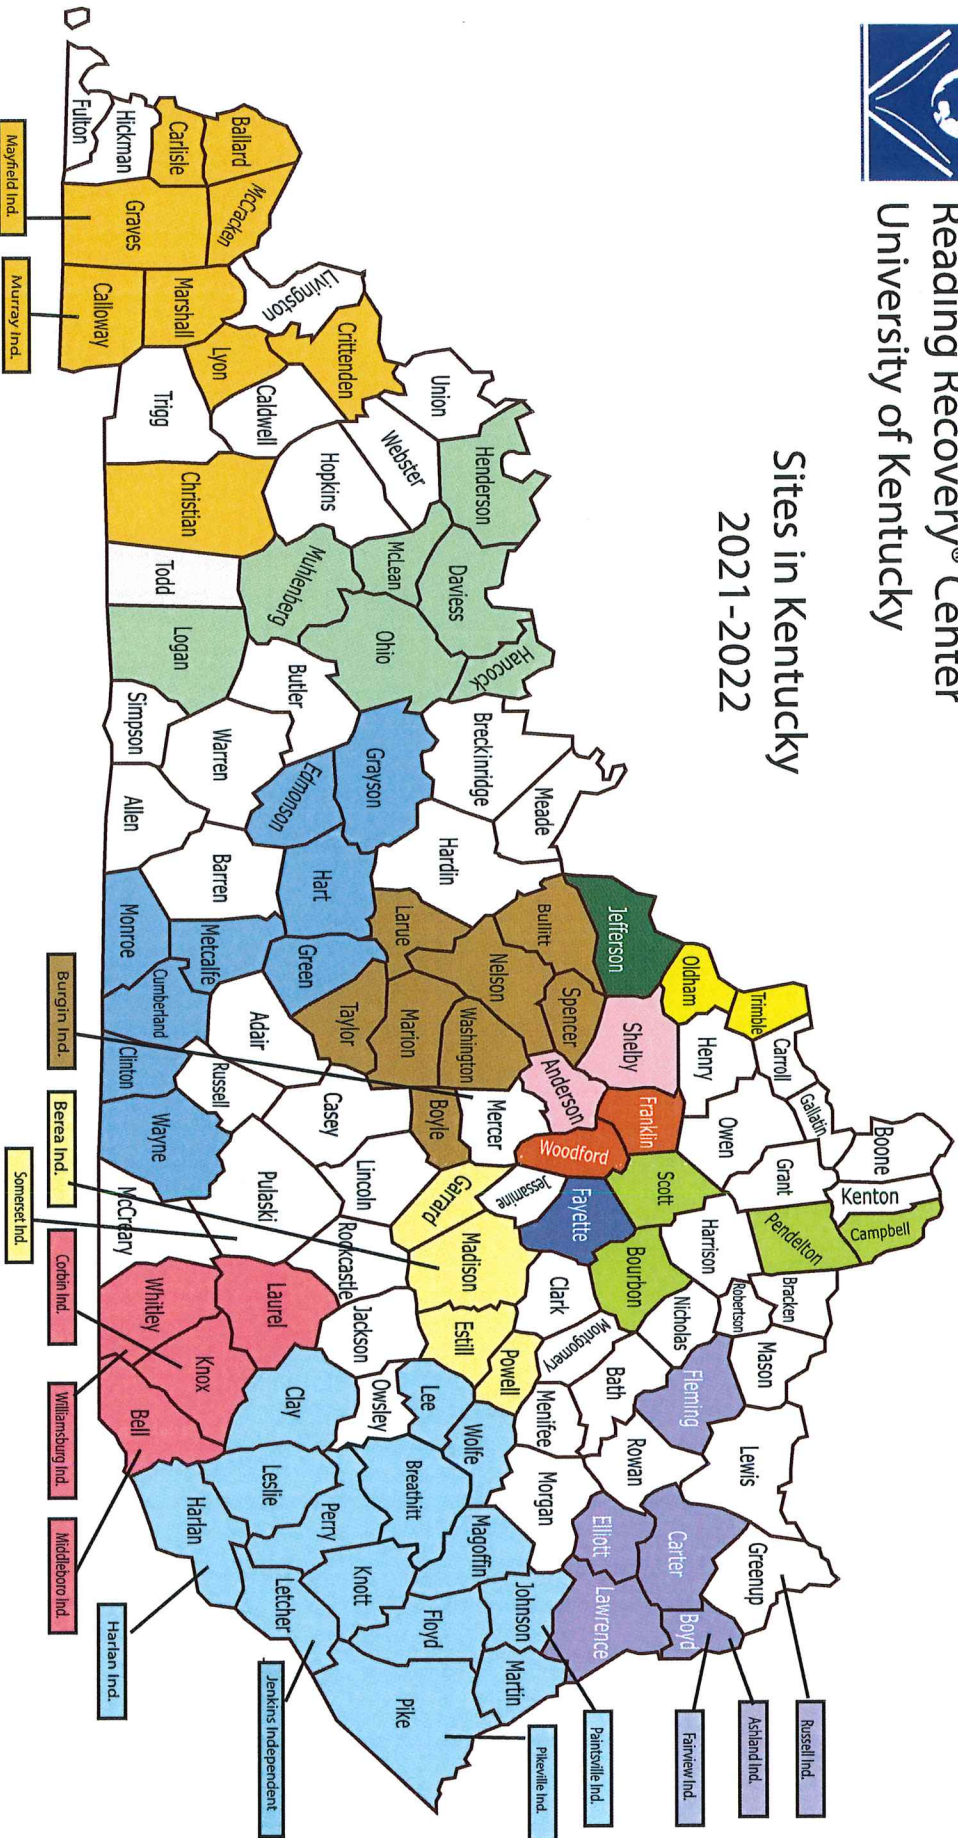 Reading Recovery® Center
University of Kentucky
Sites in Kentucky
2021-2022
Boone
Kenton
Campbell
Gallatin
Carroll
Trimble
Grant
Pendelton
Bracken
Owen
Henry
Oldham
Robertson
Mason
Lewis
Greenup
Harrison
Nicholas
Fleming
Carter
Boyd
Jefferson
Shelby
Franklin
Scott
Bourbon
Bath
Rowan
Elliott
Lawrence
Meade
Bullitt
Spencer
Anderson
Woodford
Fayette
Clark
Montgomery
Menifee
Morgan
Johnson
Martin
Hancock
Breckinridge
Hardin
Nelson
Washington
Mercer
Jessamine
Madison
Estill
Powell
Wolfe
Magoffin
Floyd
Pike
Henderson
Daviess
Union
Webster
McLean
Ohio
Grayson
Larue
Marion
Boyle
Garrard
Lee
Breathitt
Knott
Crittenden
Hopkins
Muhlenberg
Butler
Edmonson
Hart
Green
Taylor
Casey
Lincoln
Rockcastle
Jackson
Owsley
Perry
Letcher
Livingston
Caldwell
Lyon
Ballard
McCracken
Carlisle
Marshall
Trigg
Christian
Todd
Logan
Warren
Barren
Metcalfe
Adair
Russell
Pulaski
Laurel
Clay
Leslie
Harlan
Hickman
Graves
Fulton
Calloway
Simpson
Allen
Monroe
Cumberland
Clinton
Wayne
McCreary
Whitley
Knox
Bell
Russell Ind.
Ashland Ind.
Fairview Ind.
Paintsville Ind.
Pikeville Ind.
Jenkins Independent
Harlan Ind.
Mayfield Ind.
Murray Ind.
Burgin Ind.
Berea Ind.
Somerset Ind.
Corbin Ind.
Williamsburg Ind.
Middleboro Ind.